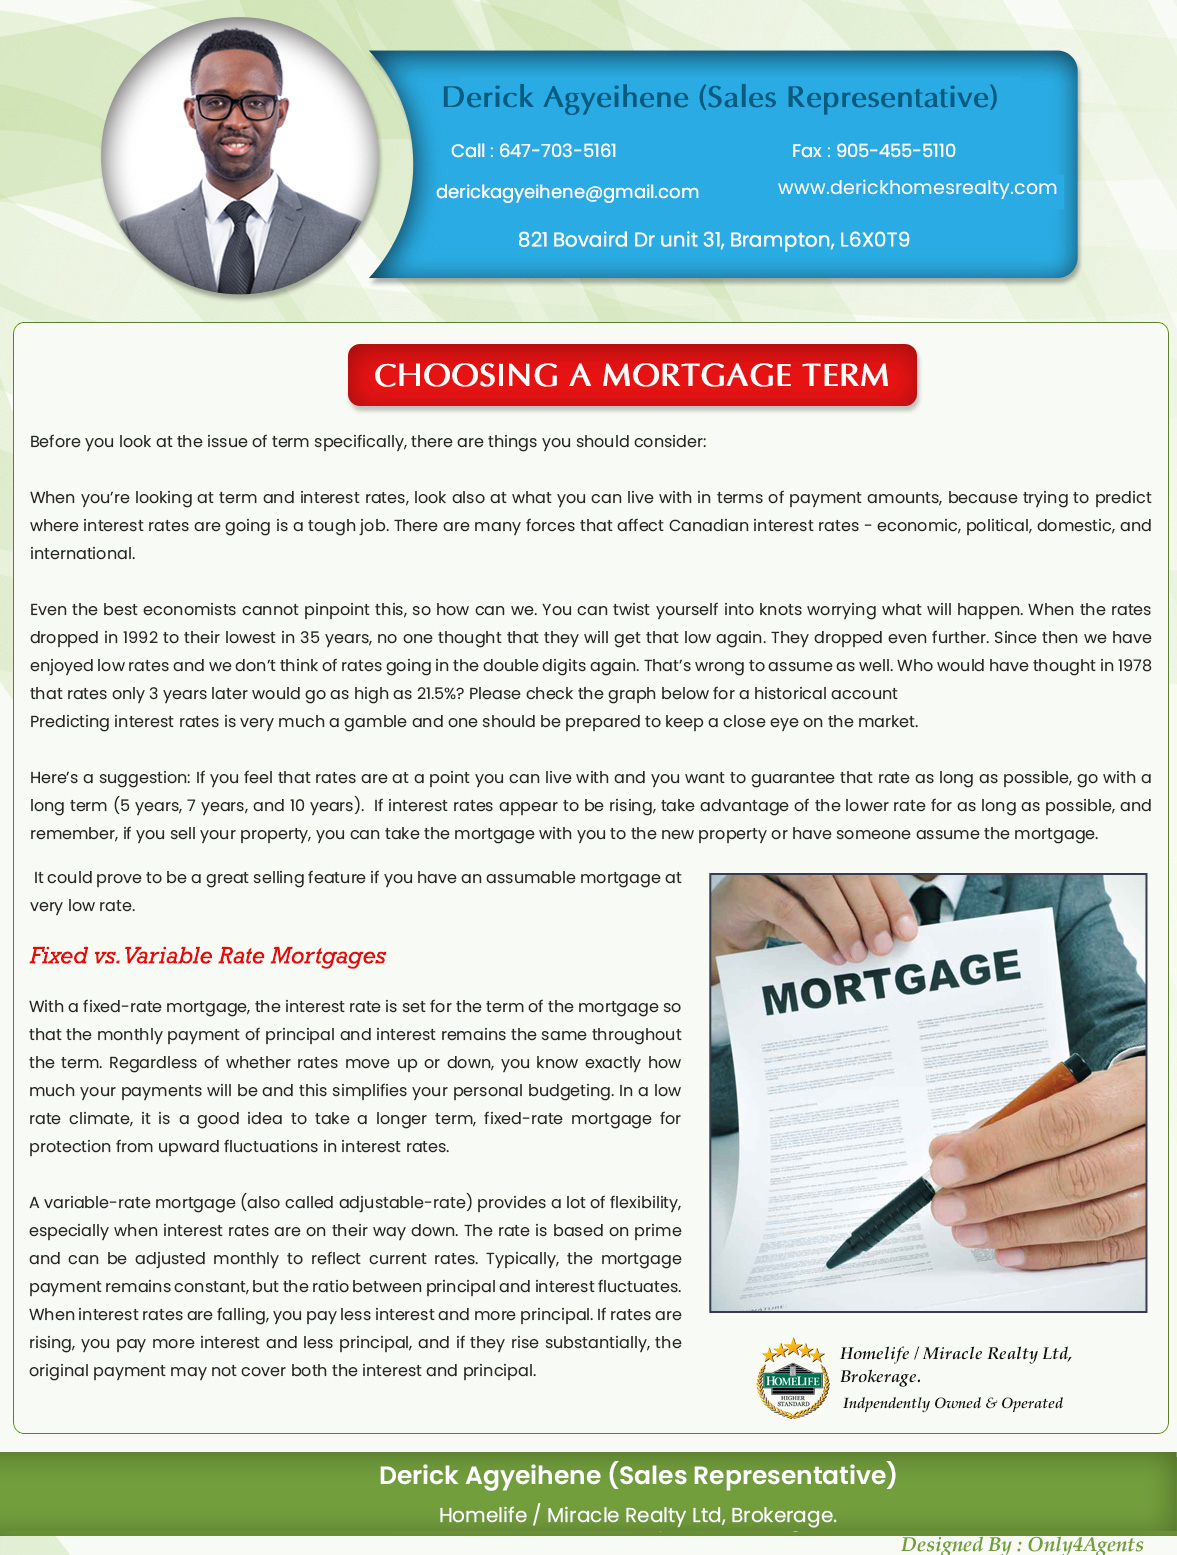 Derick Agyeihene (Sales Representative)
Call : 647-703-5161
Fax : 905-455-5110
derickagyeihene@gmail.com
www.derickhomesrealty.com
821 Bovaird Dr unit 31, Brampton, L6X0T9
CHOOSING A MORTGAGE TERM
Before you look at the issue of term specifically, there are things you should consider:
When you’re looking at term and interest rates, look also at what you can live with in terms of payment amounts, because trying to predict
where interest rates are going is a tough job. There are many forces that affect Canadian interest rates - economic, political, domestic, and
international.
Even the best economists cannot pinpoint this, so how can we. You can twist yourself into knots worrying what will happen. When the rates
dropped in 1992 to their lowest in 35 years, no one thought that they will get that low again. They dropped even further. Since then we have
enjoyed low rates and we don’t think of rates going in the double digits again. That’s wrong to assume as well. Who would have thought in 1978
that rates only 3 years later would go as high as 21.5%? Please check the graph below for a historical account
Predicting interest rates is very much a gamble and one should be prepared to keep a close eye on the market.
Here’s a suggestion: If you feel that rates are at a point you can live with and you want to guarantee that rate as long as possible, go with a
long term (5 years, 7 years, and 10 years). If interest rates appear to be rising, take advantage of the lower rate for as long as possible, and
remember, if you sell your property, you can take the mortgage with you to the new property or have someone assume the mortgage.
It could prove to be a great selling feature if you have an assumable mortgage at
very low rate.
Fixed vs. Variable Rate Mortgages
With a fixed-rate mortgage, the interest rate is set for the term of the mortgage so
that the monthly payment of principal and interest remains the same throughout
the term. Regardless of whether rates move up or down, you know exactly how
much your payments will be and this simplifies your personal budgeting. In a low
rate climate, it is a good idea to take a longer term, fixed-rate mortgage for
protection from upward fluctuations in interest rates.
A variable-rate mortgage (also called adjustable-rate) provides a lot of flexibility,
especially when interest rates are on their way down. The rate is based on prime
and can be adjusted monthly to reflect current rates. Typically, the mortgage
payment remains constant, but the ratio between principal and interest fluctuates.
When interest rates are falling, you pay less interest and more principal. If rates are
rising, you pay more interest and less principal, and if they rise substantially, the
original payment may not cover both the interest and principal.
MORTGAGE
HOMELIFE
HIGHER
STANDARD
Homelife / Miracle Realty Ltd,
Brokerage.
Indpendently Owned & Operated
Derick Agyeihene (Sales Representative)
Homelife / Miracle Realty Ltd, Brokerage.
Designed By : Only4Agents